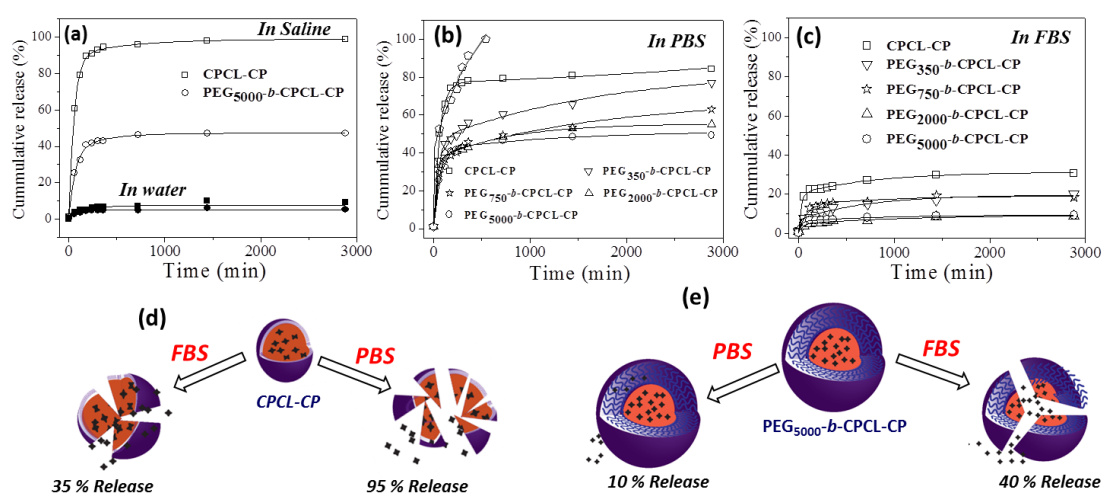 (a)
In Saline
CPCL-CP
PEG5000-b-CPCL-CP
In water
Cummulative release (%)
100
80
60
40
20
0
0
1000
2000
3000
Time (min)
(b)
In PBS
CPCL-CP
PEG350-b-CPCL-CP
PEG750-b-CPCL-CP
PEG2000-b-CPCL-CP
PEG5000-b-CPCL-CP
Cummulative release (%)
100
80
60
40
20
0
0
1000
2000
3000
Time (min)
(c)
In FBS
CPCL-CP
PEG350-b-CPCL-CP
PEG750-b-CPCL-CP
PEG2000-b-CPCL-CP
PEG5000-b-CPCL-CP
Cummulative release (%)
100
80
60
40
20
0
0
1000
2000
3000
Time (min)
(d)
FBS
PBS
CPCL-CP
35 % Release
95 % Release
(e)
PBS
FBS
PEG5000-b-CPCL-CP
10 % Release
40 % Release